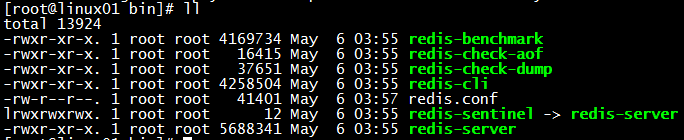 [root@linux01 bin]# ll
total 13924
-rwxr-xr-x. 1 root root 4169734 May  6 03:55 redis-benchmark
-rwxr-xr-x. 1 root root   16415 May  6 03:55 redis-check-aof
-rwxr-xr-x. 1 root root   37651 May  6 03:55 redis-check-dump
-rwxr-xr-x. 1 root root 4258504 May  6 03:55 redis-cli
-rw-r--r--. 1 root root   41401 May  6 03:57 redis.conf
lrwxrwxrwx. 1 root root      12 May  6 03:55 redis-sentinel -> redis-server
-rwxr-xr-x. 1 root root 5688341 May  6 03:55 redis-server